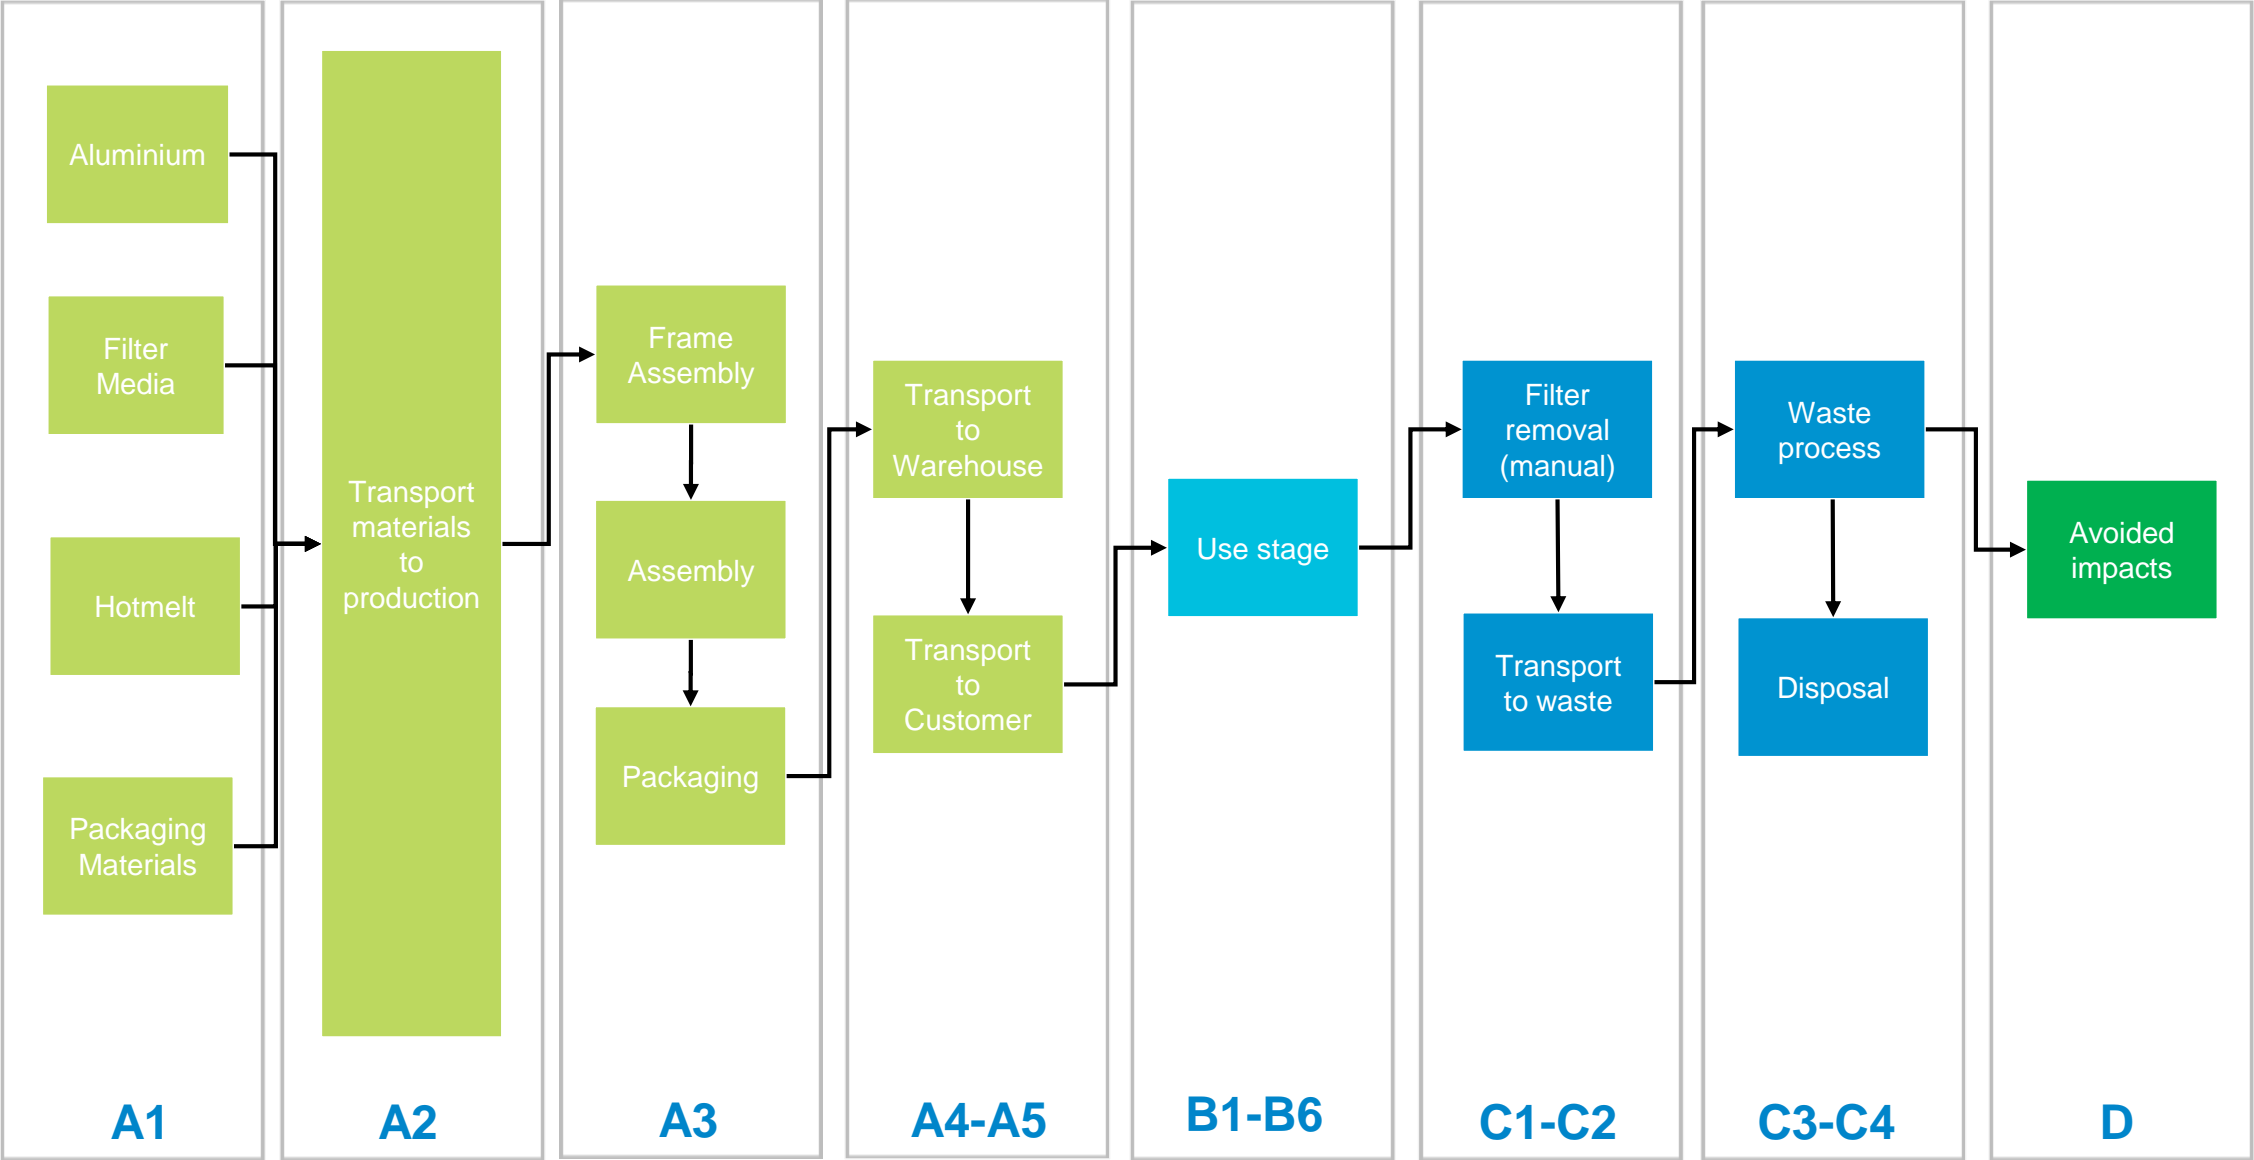 Aluminium
Filter
Media
Hotmelt
Packaging
Materials
Transport
materials
to
production
Frame
Assembly
Assembly
Packaging
Transport
to
Warehouse
Transport
to
Customer
Use stage
Filter
removal
(manual)
Transport
to waste
Waste
process
Disposal
Avoided
impacts
A1
A2
A3
A4-A5
B1-B6
C1-C2
C3-C4
D